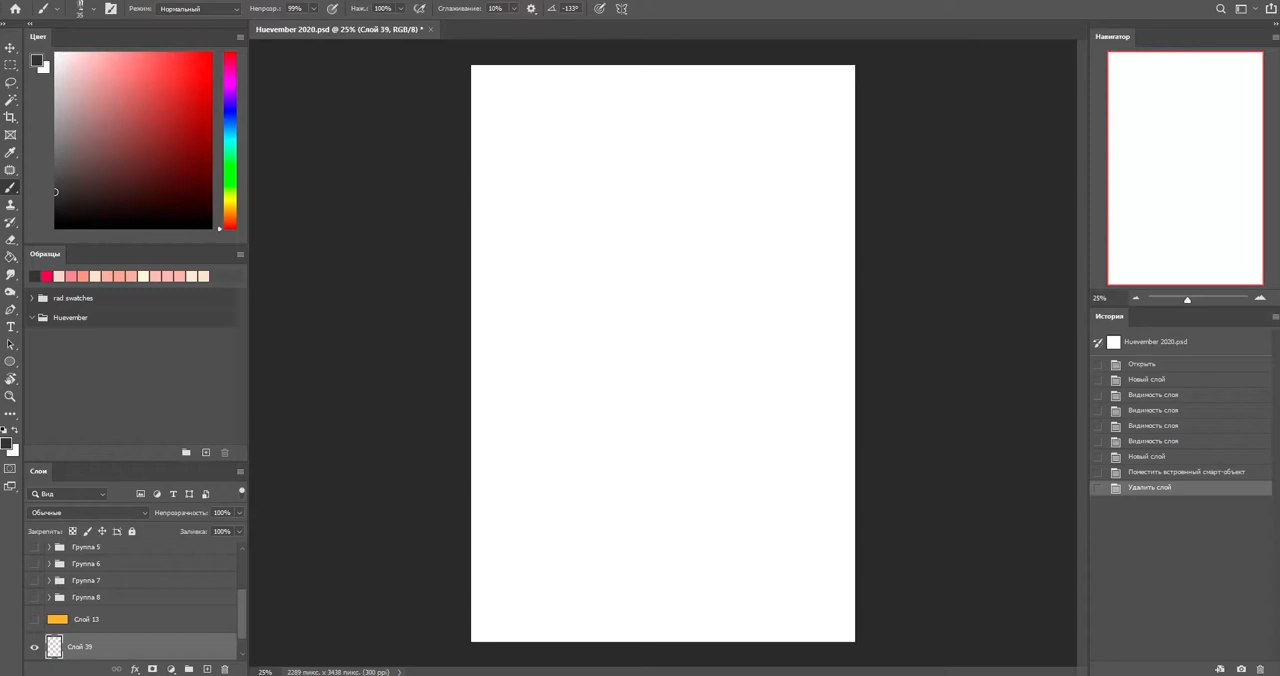 35
Режим:
Нормальный
Непрозр.:
99%
Наж.:
100%
Сглаживание:
10%
-133°
Цвет
Huevember 2020.psd @ 25% (Слой 39, RGB/8) *
Навигатор
25%
Образцы
rad swatches
Huevember
История
Huevember 2020.psd
Открыть
Новый слой
Видимость слоя
Видимость слоя
Видимость слоя
Видимость слоя
Новый слой
Поместить встроенный смарт-объект
Удалить слой
Слои
Вид
Обычные
Непрозрачность:
100%
Закрепить:
Заливка:
100%
Группа 5
Группа 6
Группа 7
Группа 8
Слой 13
Слой 39
25%
2289 пикс. x 3438 пикс. (300 ppi)